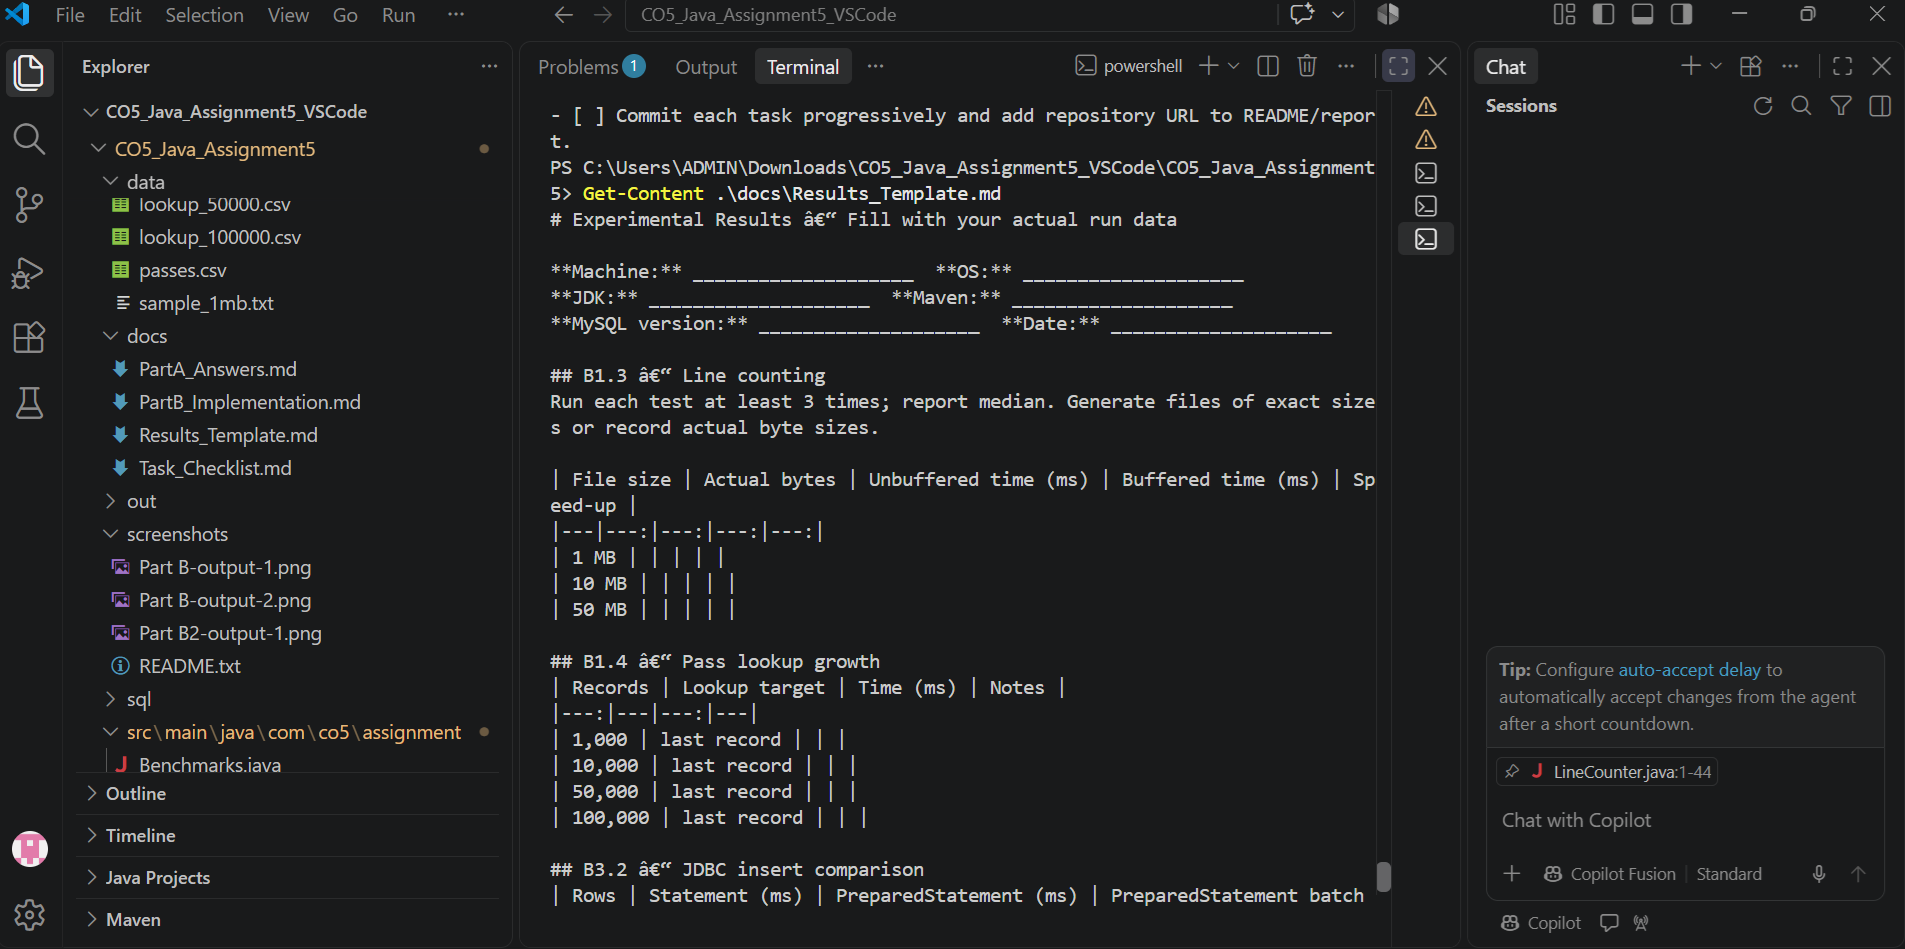 File Edit Selection View Go Run ···
CO5_Java_Assignment5_VSCode
Explorer
CO5_Java_Assignment5_VSCode
CO5_Java_Assignment5
data
lookup_50000.csv
lookup_100000.csv
passes.csv
sample_1mb.txt
docs
PartA_Answers.md
PartB_Implementation.md
Results_Template.md
Task_Checklist.md
out
screenshots
Part B-output-1.png
Part B-output-2.png
Part B2-output-1.png
README.txt
sql
src\main\java\com\co5\assignment
Benchmarks.java
Outline
Timeline
Java Projects
Maven
Problems 1 Output Terminal ···
powershell
- [ ] Commit each task progressively and add repository URL to README/repor
t.
PS C:\Users\ADMIN\Downloads\CO5_Java_Assignment5_VSCode\CO5_Java_Assignment
5> Get-Content .\docs\Results_Template.md
# Experimental Results â€“ Fill with your actual run data
**Machine:** ____________________  **OS:** ____________________
**JDK:** ____________________  **Maven:** ____________________
**MySQL version:** ____________________  **Date:** ____________________
## B1.3 â€“ Line counting
Run each test at least 3 times; report median. Generate files of exact size
s or record actual byte sizes.
| File size | Actual bytes | Unbuffered time (ms) | Buffered time (ms) | Sp
eed-up |
|---|---:|---:|---:|---:|
| 1 MB | | | | |
| 10 MB | | | | |
| 50 MB | | | | |
## B1.4 â€“ Pass lookup growth
| Records | Lookup target | Time (ms) | Notes |
|---:|---|---:|---|
| 1,000 | last record | | |
| 10,000 | last record | | |
| 50,000 | last record | | |
| 100,000 | last record | | |
## B3.2 â€“ JDBC insert comparison
| Rows | Statement (ms) | PreparedStatement (ms) | PreparedStatement batch
Chat
Sessions
Tip: Configure auto-accept delay to
automatically accept changes from the agent
after a short countdown.
LineCounter.java:1-44
Chat with Copilot
Copilot Fusion Standard
Copilot